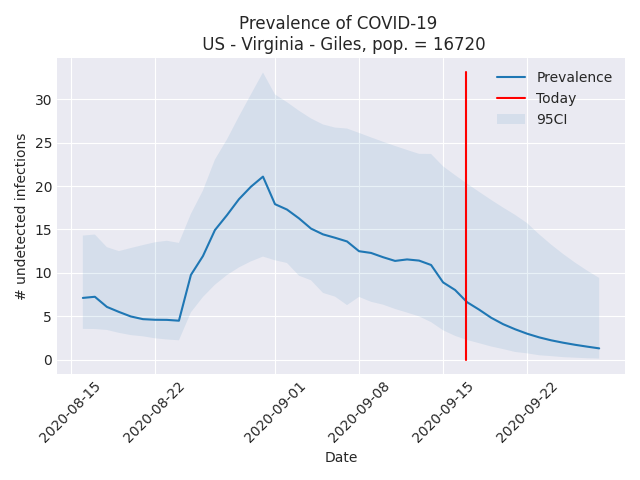 Prevalence of COVID-19
US - Virginia - Giles, pop. = 16720
Prevalence
Today
95CI
# undetected infections
30
25
20
15
10
5
0
2020-08-15
2020-08-22
2020-09-01
2020-09-08
2020-09-15
2020-09-22
Date